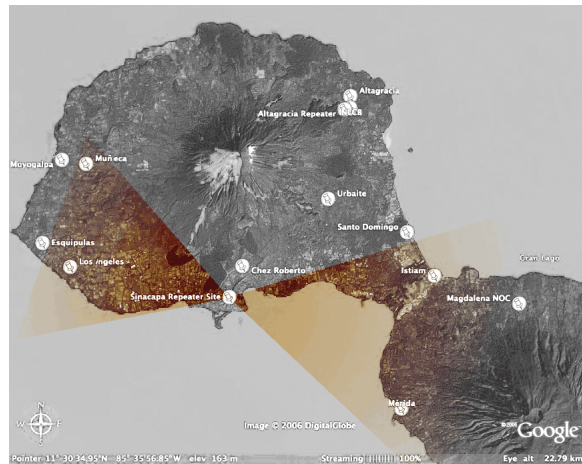 Altagracia
Altagracia Repeater
Moyogalpa
Muñeca
Urbaite
Santo Domingo
Esquipulas
Los Angeles
Chez Roberto
Gran Lago
Istiam
Sinacapa Repeater Site
Magdalena NOC
Mérida
N
W
S
Image © 2006 DigitalGlobe
©2006 Google
Pointer 11°30'34.95"N 85°35'56.85"W elev 163 m Streaming 100% Eye alt 22.79 km